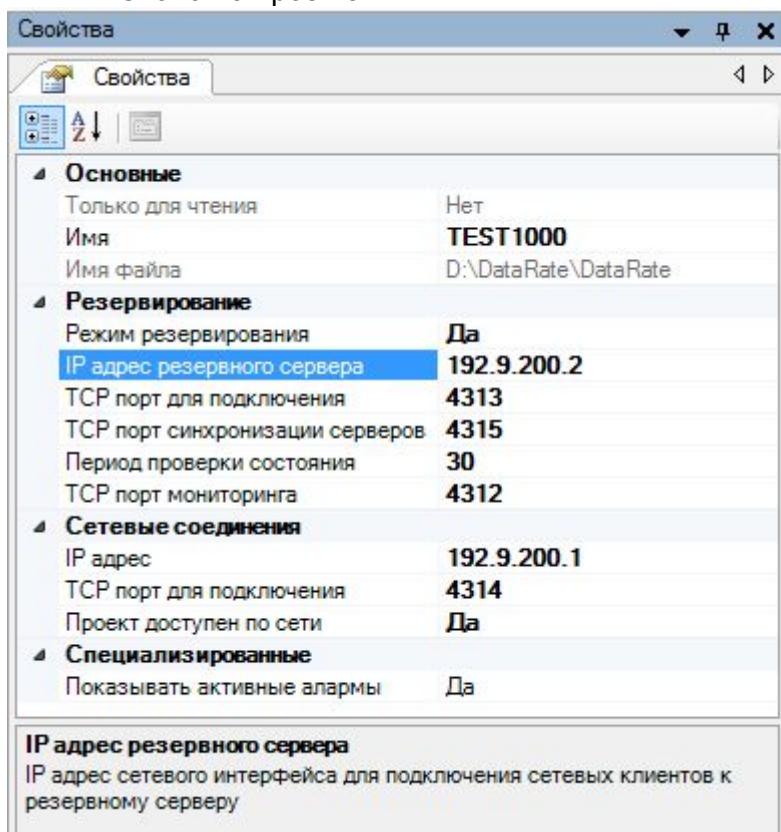 Свойства
Свойства
Основные
Только для чтения Нет
Имя TEST1000
Имя файла D:\DataRate\DataRate
Резервирование
Режим резервирования Да
IP адрес резервного сервера 192.9.200.2
TCP порт для подключения 4313
TCP порт синхронизации серверов 4315
Период проверки состояния 30
TCP порт мониторинга 4312
Сетевые соединения
IP адрес 192.9.200.1
TCP порт для подключения 4314
Проект доступен по сети Да
Специализированные
Показывать активные алармы Да
IP адрес резервного сервера
IP адрес сетевого интерфейса для подключения сетевых клиентов к
резервному серверу